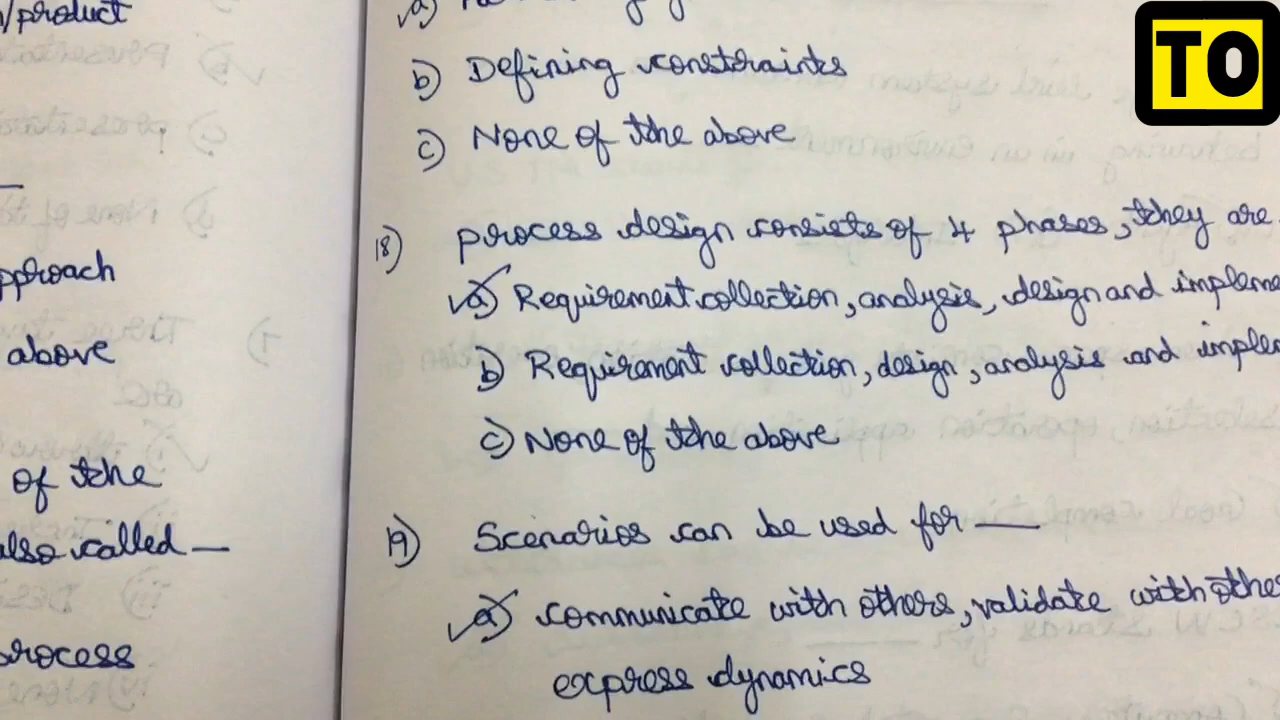 /product
pproach
above
of the
also called —
process
a)
b) Defining constraints
c) None of the above
18) process design consists of 4 phases, they are
a) Requirement collection, analysis, design and impleme
b) Requirement collection, design, analysis and implem
c) None of the above
19) Scenarios can be used for —
a) communicate with others, validate with othe
express dynamics
TO